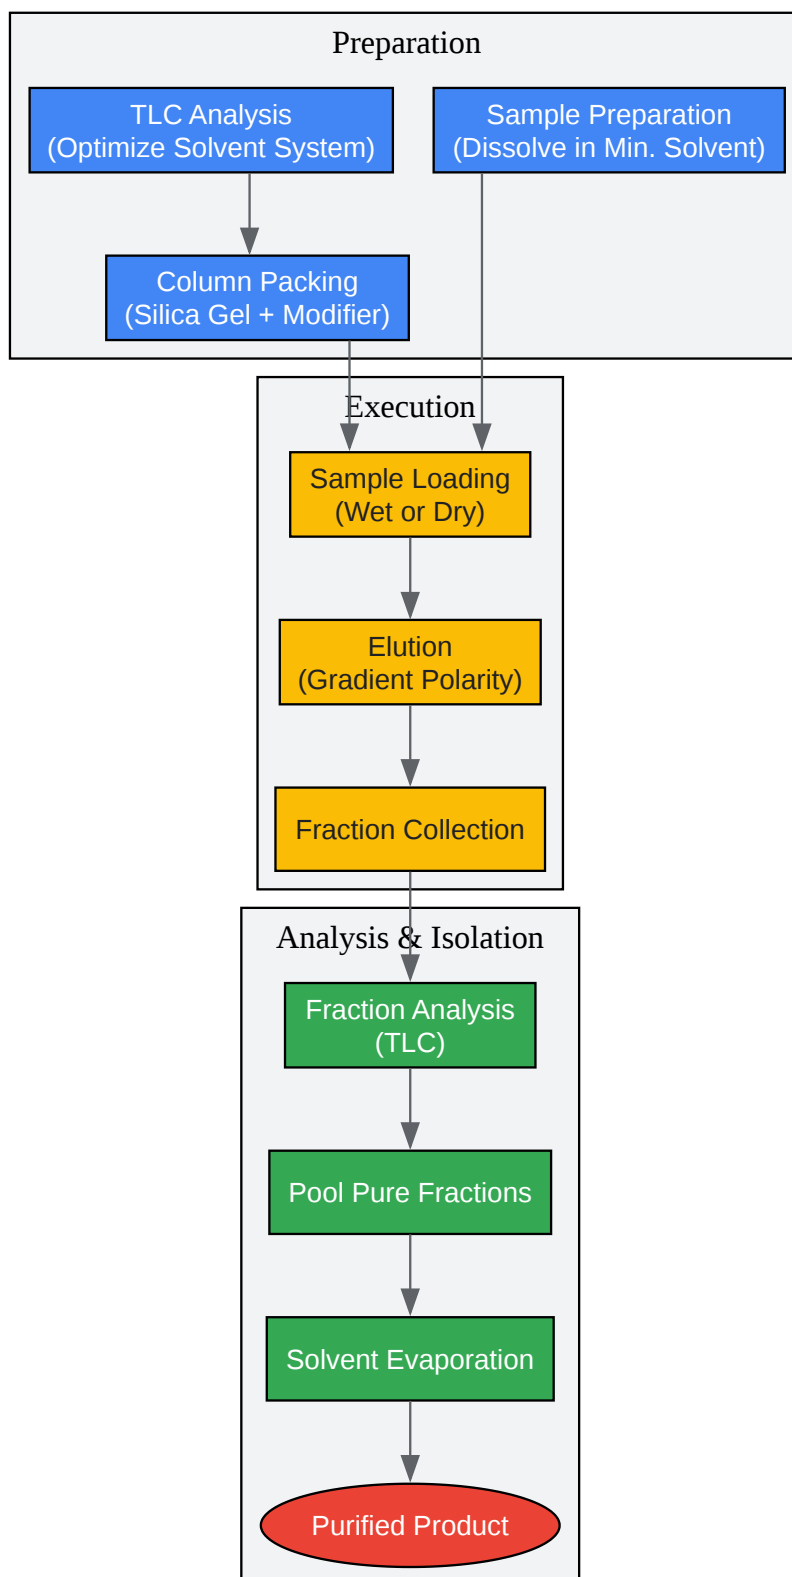 Preparation
TLC Analysis
(Optimize Solvent System)
Sample Preparation
(Dissolve in Min. Solvent)
Column Packing
(Silica Gel + Modifier)
Execution
Sample Loading
(Wet or Dry)
Elution
(Gradient Polarity)
Fraction Collection
Analysis & Isolation
Fraction Analysis
(TLC)
Pool Pure Fractions
Solvent Evaporation
Purified Product